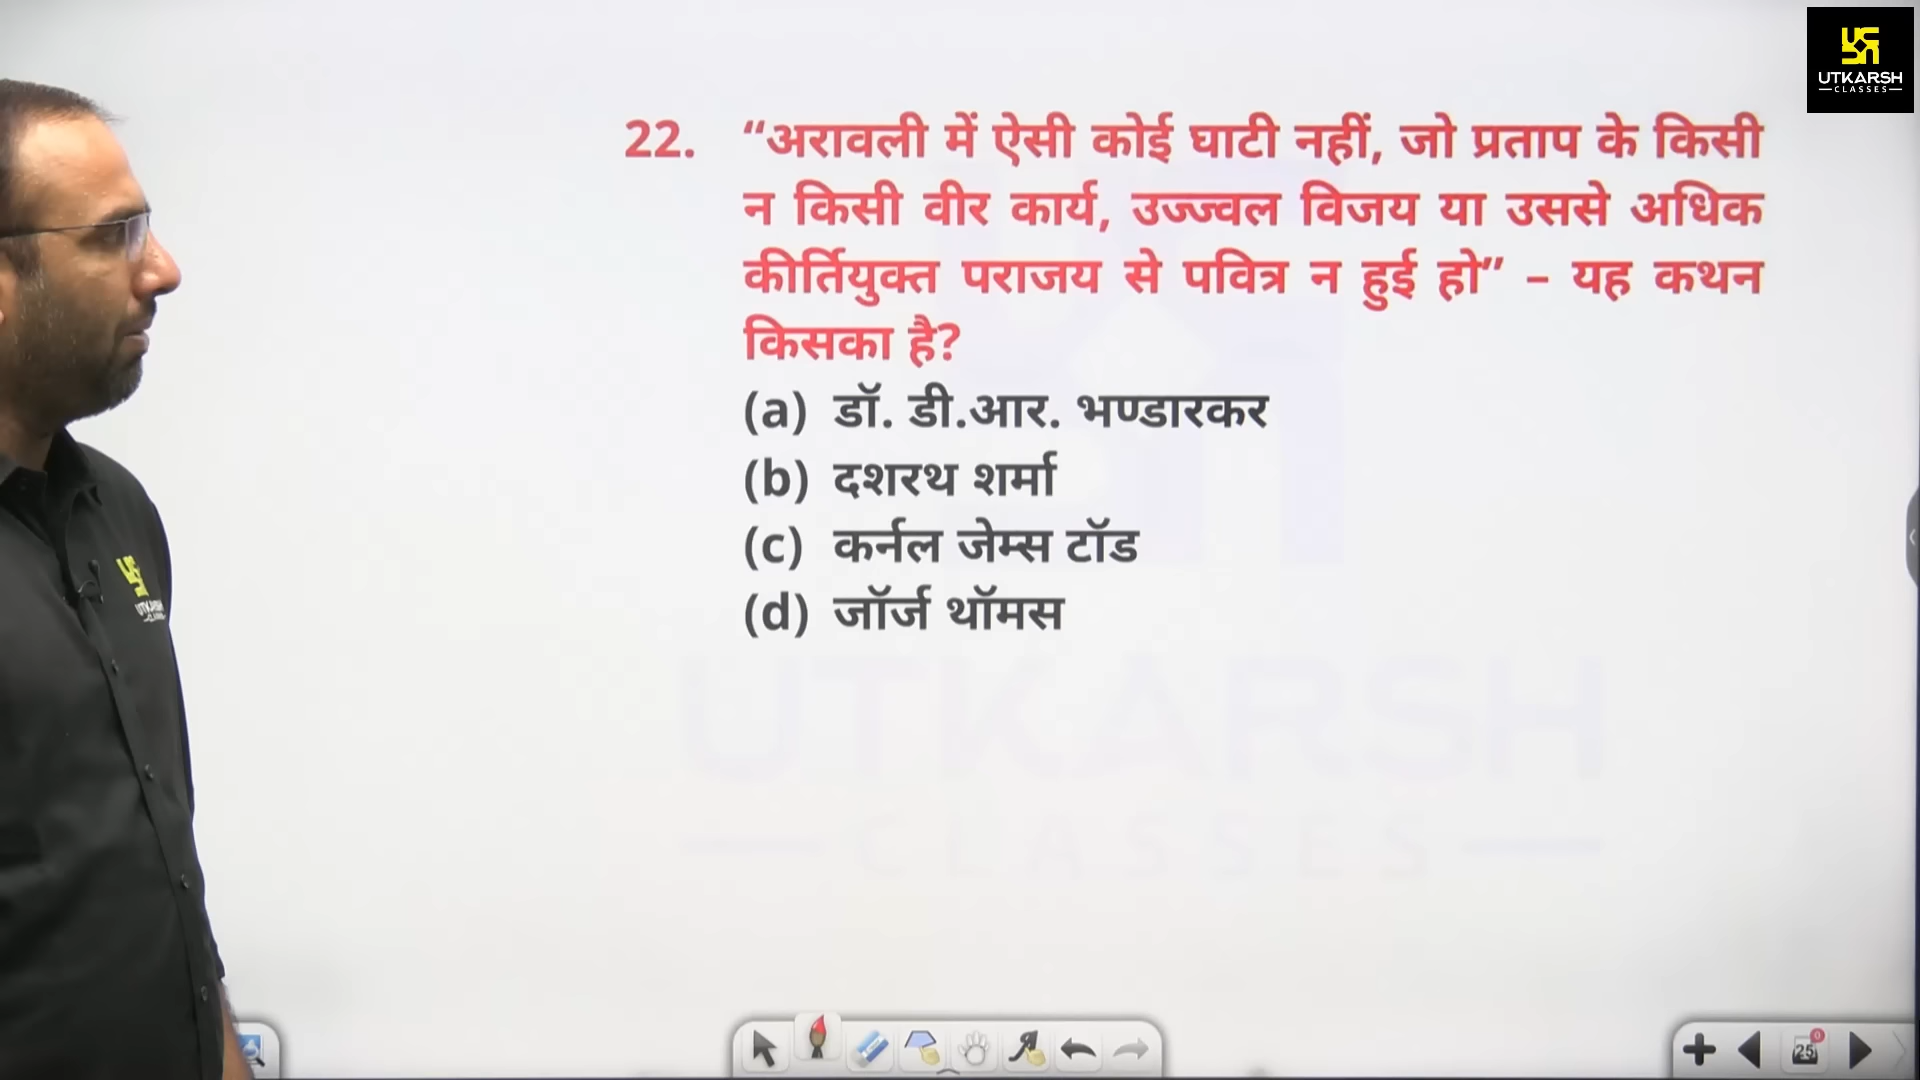 UTKARSH
CLASSES
22. “अरावली में ऐसी कोई घाटी नहीं, जो प्रताप के किसी
न किसी वीर कार्य, उज्ज्वल विजय या उससे अधिक
कीर्तियुक्त पराजय से पवित्र न हुई हो” – यह कथन
किसका है?
(a) डॉ. डी.आर. भण्डारकर
(b) दशरथ शर्मा
(c) कर्नल जेम्स टॉड
(d) जॉर्ज थॉमस
UTKARSH
CLASSES
25
0